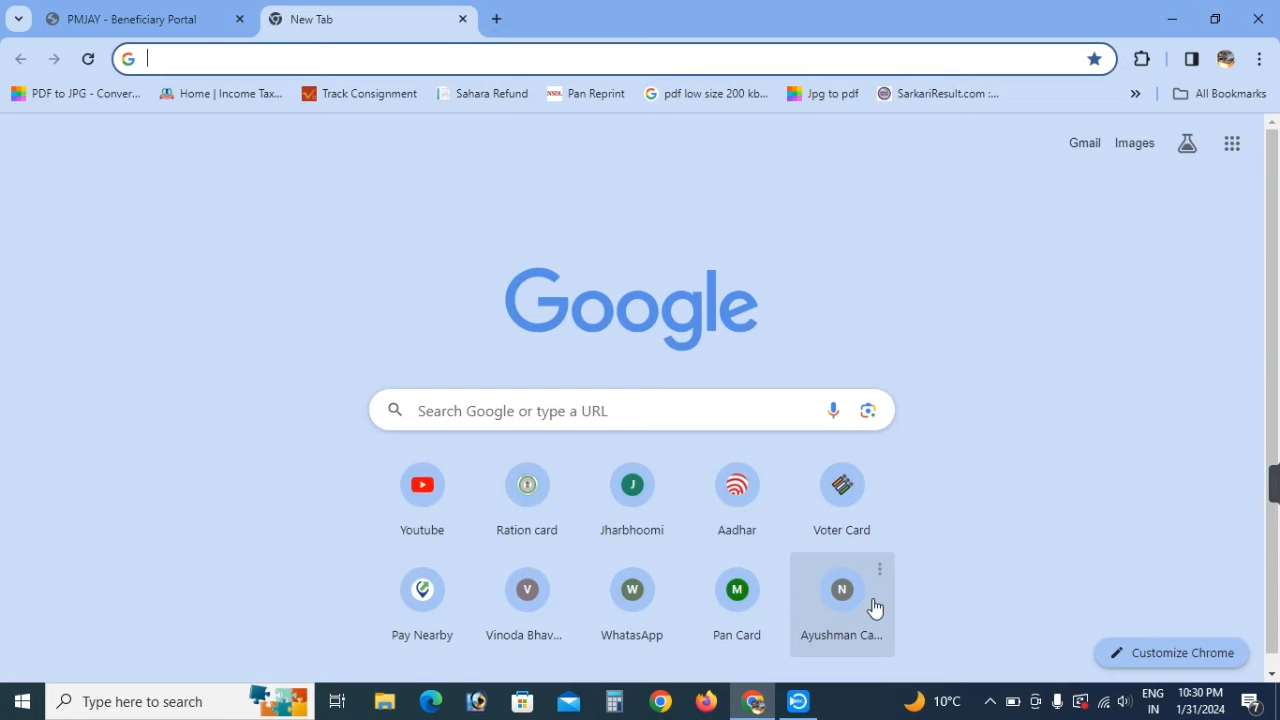 PMJAY - Beneficiary Portal
New Tab
PDF to JPG - Conver...
Home | Income Tax...
Track Consignment
Sahara Refund
NSDL Pan Reprint
pdf low size 200 kb...
Jpg to pdf
SarkariResult.com :...
All Bookmarks
Gmail
Images
Google
Search Google or type a URL
Youtube
Ration card
J
Jharbhoomi
Aadhar
Voter Card
Pay Nearby
V
Vinoda Bhav...
W
WhatasApp
M
Pan Card
N
Ayushman Ca...
Customize Chrome
Type here to search
10°C
ENG
IN
10:30 PM
1/31/2024
7